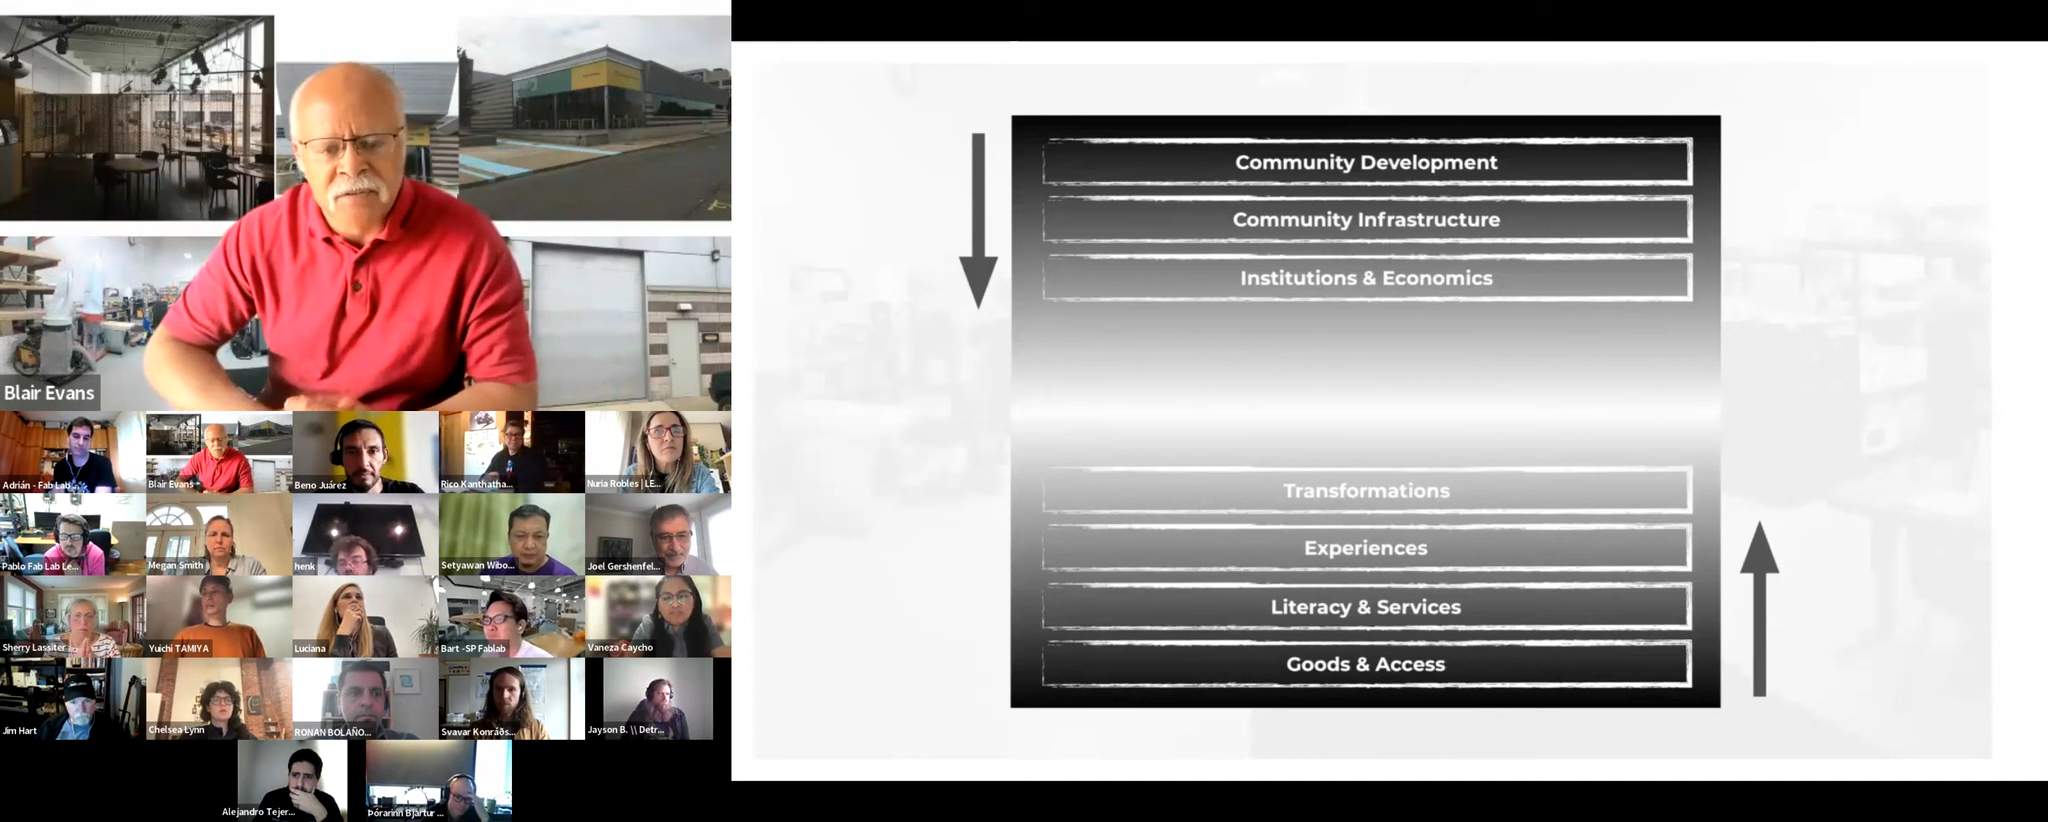 Blair Evans
Adrián - Fab Lab ...
Blair Evans
Beno Juárez
Rico Kanthatha...
Nuria Robles | LE...
Pablo Fab Lab Le...
Megan Smith
henk
Setyawan Wibo...
Joel Gershenfel...
Sherry Lassiter
Yuichi TAMIYA
Luciana
Bart -SP Fablab
Vaneza Caycho
Jim Hart
Chelsea Lynn
RONAN BOLAÑO...
Svavar Konráðs...
Jayson B. \\ Detr...
Alejandro Tejer...
Þórarinn Bjartur ...
Community Development
Community Infrastructure
Institutions & Economics
Transformations
Experiences
Literacy & Services
Goods & Access